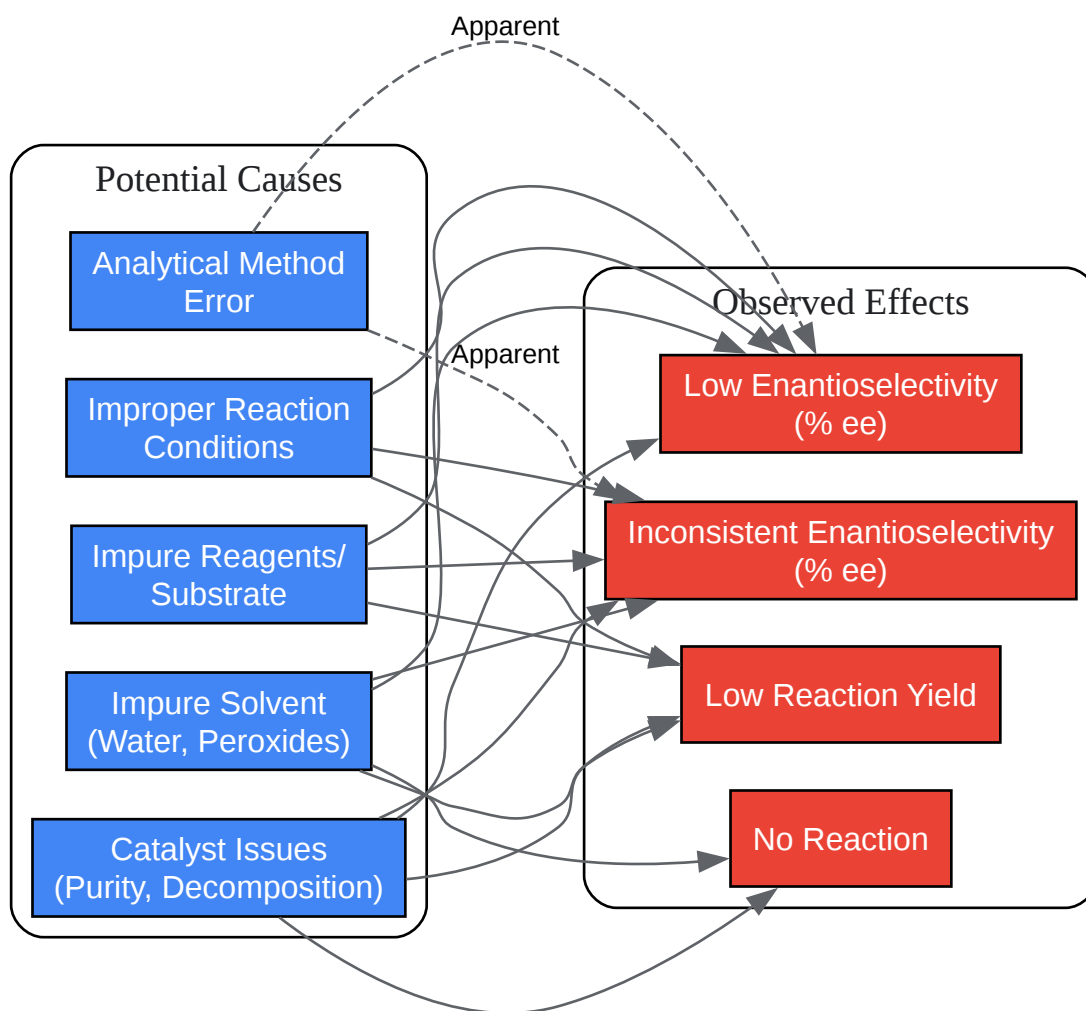 Apparent
Potential Causes
Analytical Method
Error
Improper Reaction
Conditions
Impure Reagents/
Substrate
Impure Solvent
(Water, Peroxides)
Catalyst Issues
(Purity, Decomposition)
Apparent
Observed Effects
Low Enantioselectivity
(% ee)
Inconsistent Enantioselectivity
(% ee)
Low Reaction Yield
No Reaction